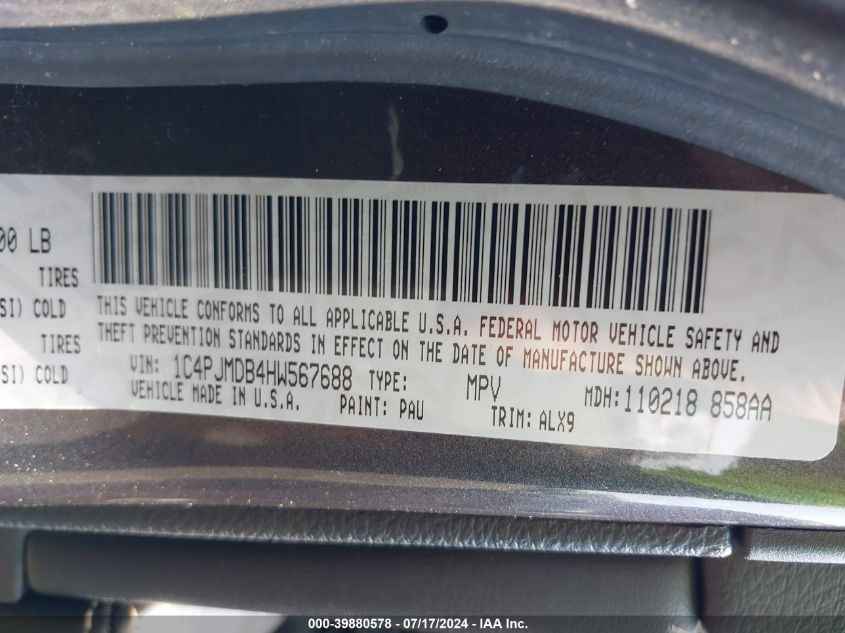 00 LB
TIRES
SI) COLD
TIRES
SI) COLD
THIS VEHICLE CONFORMS TO ALL APPLICABLE U.S.A. FEDERAL MOTOR VEHICLE SAFETY AND
THEFT PREVENTION STANDARDS IN EFFECT ON THE DATE OF MANUFACTURE SHOWN ABOVE.
VIN: 1C4PJMDB4HW567688 TYPE: MPV MDH:110218 858AA
VEHICLE MADE IN U.S.A. PAINT: PAU TRIM: ALX9
000-39880578 - 07/17/2024 - IAA Inc.